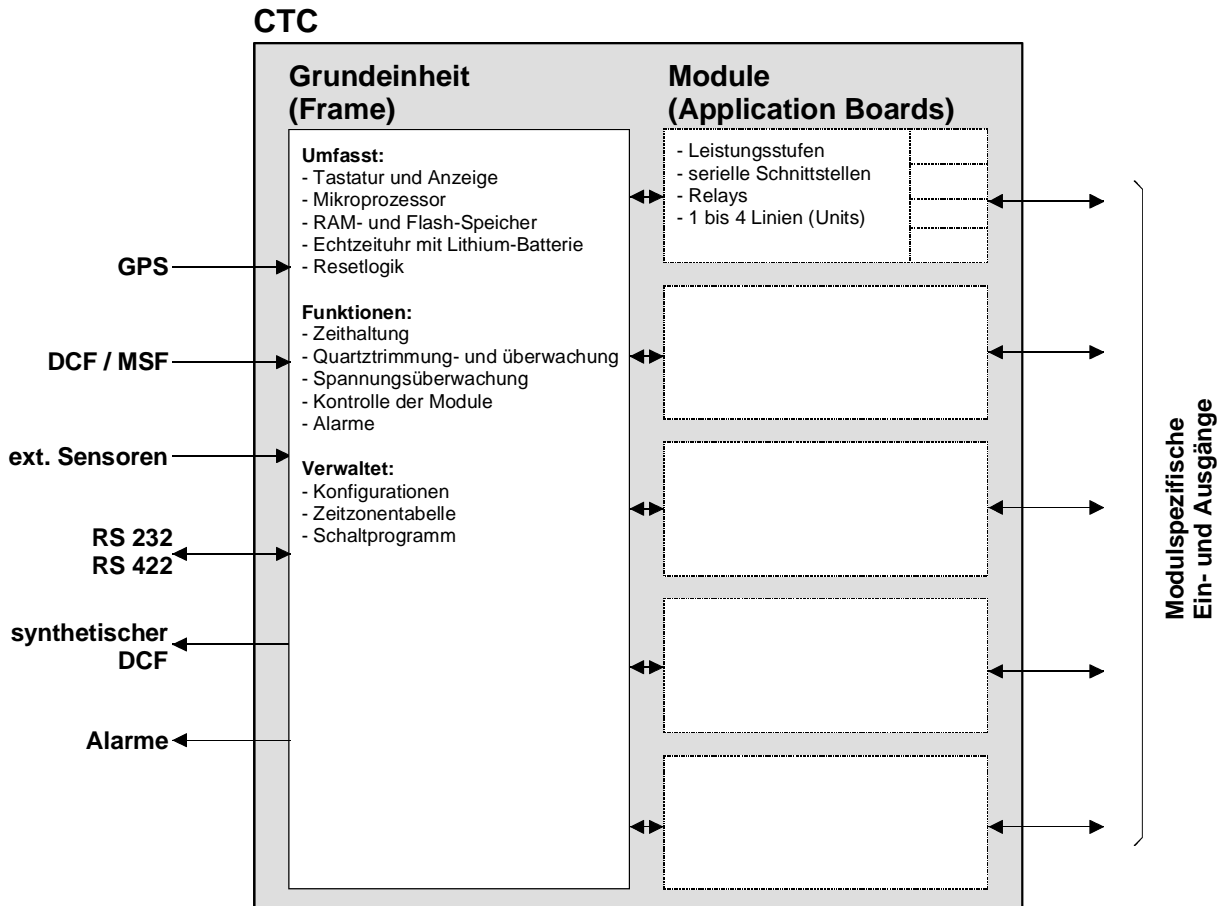 CTC
Grundeinheit
(Frame)
Umfasst:
- Tastatur und Anzeige
- Mikroprozessor
- RAM- und Flash-Speicher
- Echtzeituhr mit Lithium-Batterie
- Resetlogik
Funktionen:
- Zeithaltung
- Quartztrimmung- und überwachung
- Spannungsüberwachung
- Kontrolle der Module
- Alarme
Verwaltet:
- Konfigurationen
- Zeitzonentabelle
- Schaltprogramm
Module
(Application Boards)
- Leistungsstufen
- serielle Schnittstellen
- Relays
- 1 bis 4 Linien (Units)
GPS
DCF / MSF
ext. Sensoren
RS 232
RS 422
synthetischer
DCF
Alarme
Modulspezifische
Ein- und Ausgänge